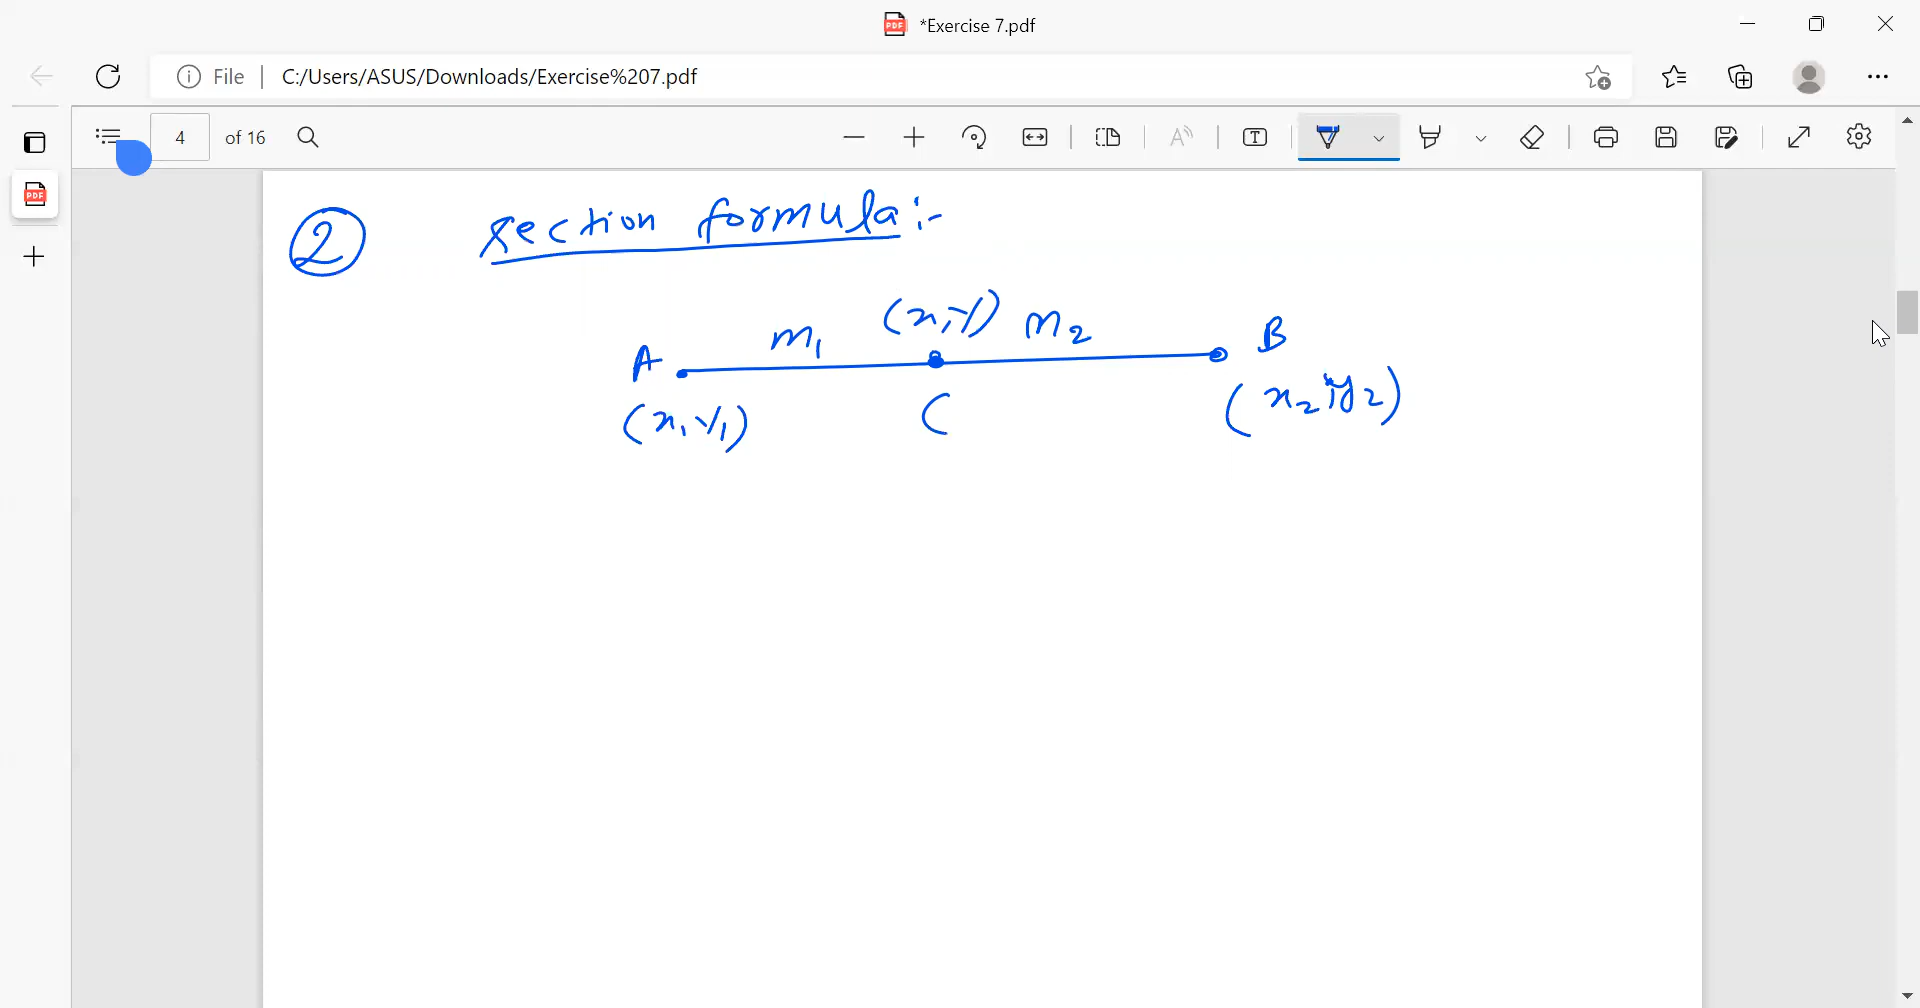 *Exercise 7.pdf
File C:/Users/ASUS/Downloads/Exercise%207.pdf
4 of 16
② section formula :-
A m₁ (x, y) m₂ B
(x₁ y₁) C (x₂, y₂)